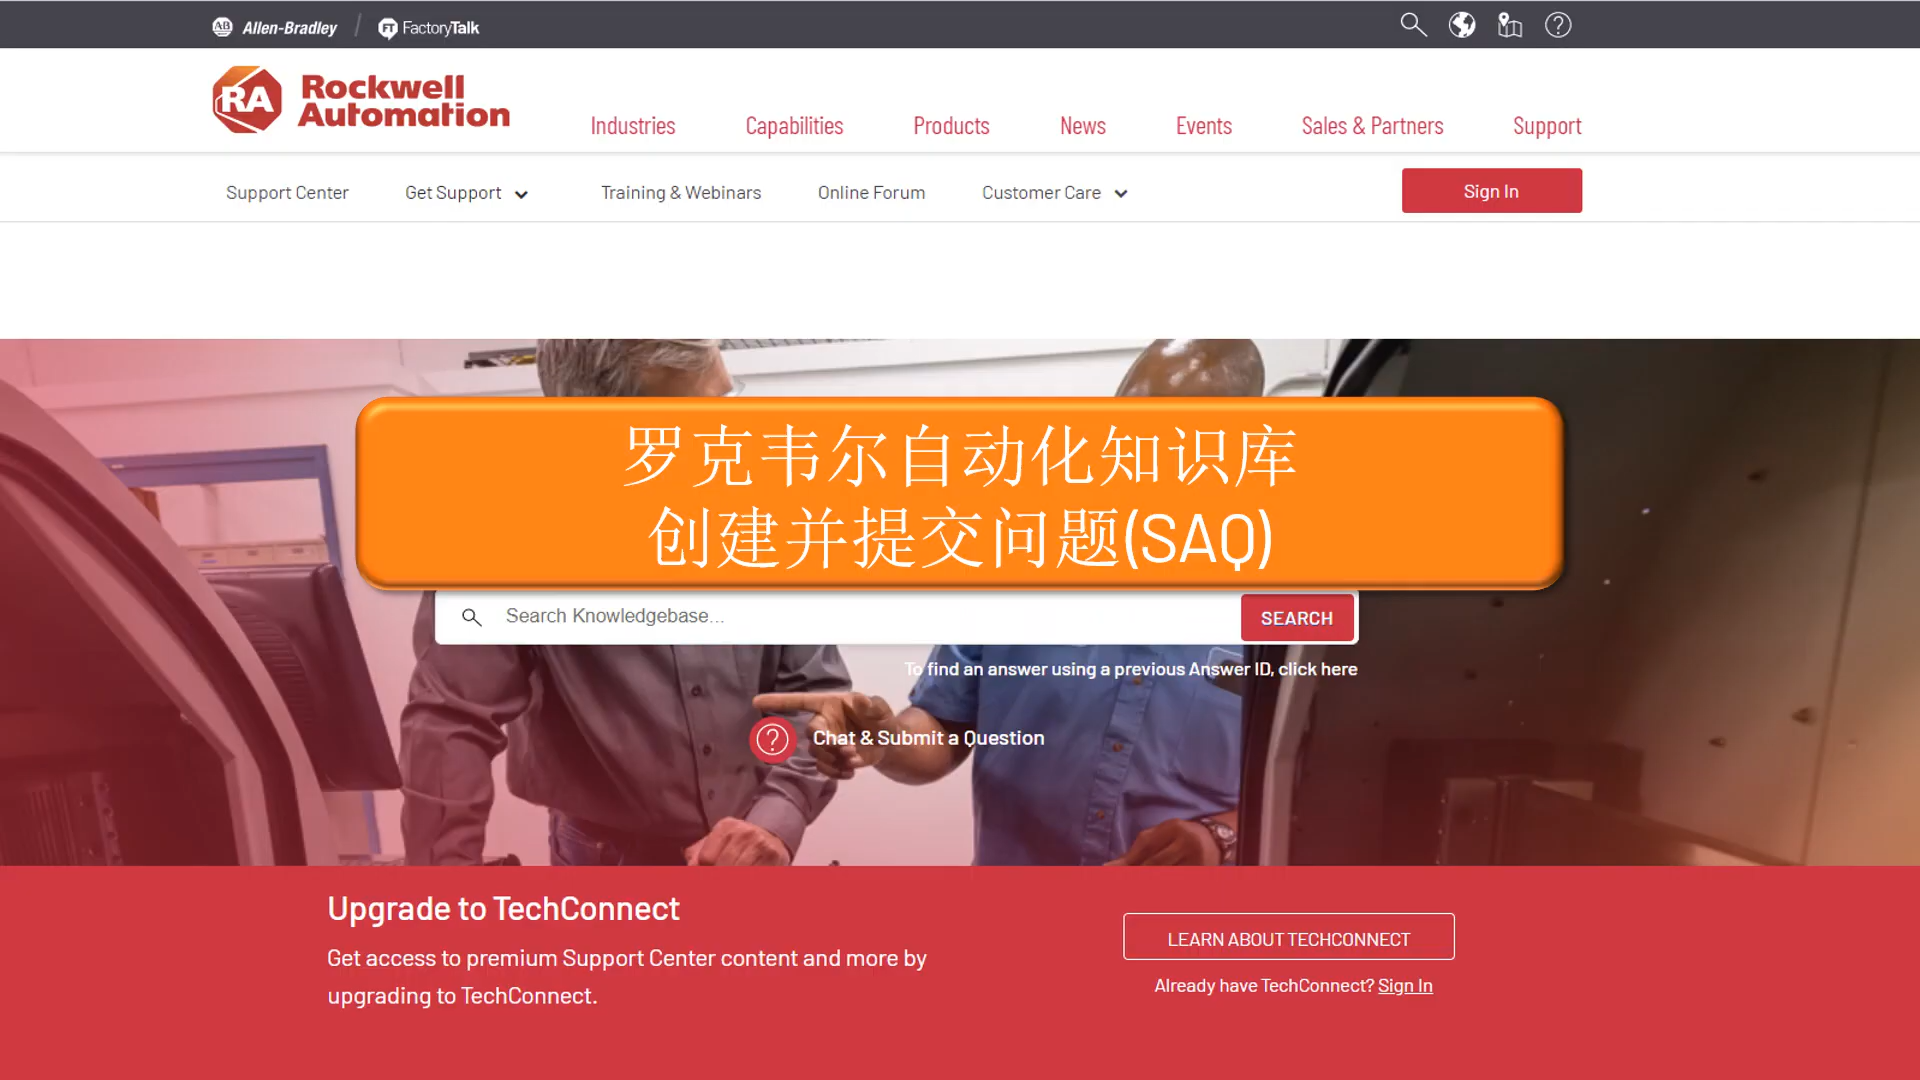 Allen-Bradley / FactoryTalk
Rockwell Automation
Industries Capabilities Products News Events Sales & Partners Support
Support Center Get Support Training & Webinars Online Forum Customer Care Sign In
罗克韦尔自动化知识库
创建并提交问题(SAQ)
Search Knowledgebase... SEARCH
To find an answer using a previous Answer ID, click here
Chat & Submit a Question
Upgrade to TechConnect
Get access to premium Support Center content and more by
upgrading to TechConnect.
LEARN ABOUT TECHCONNECT
Already have TechConnect? Sign In